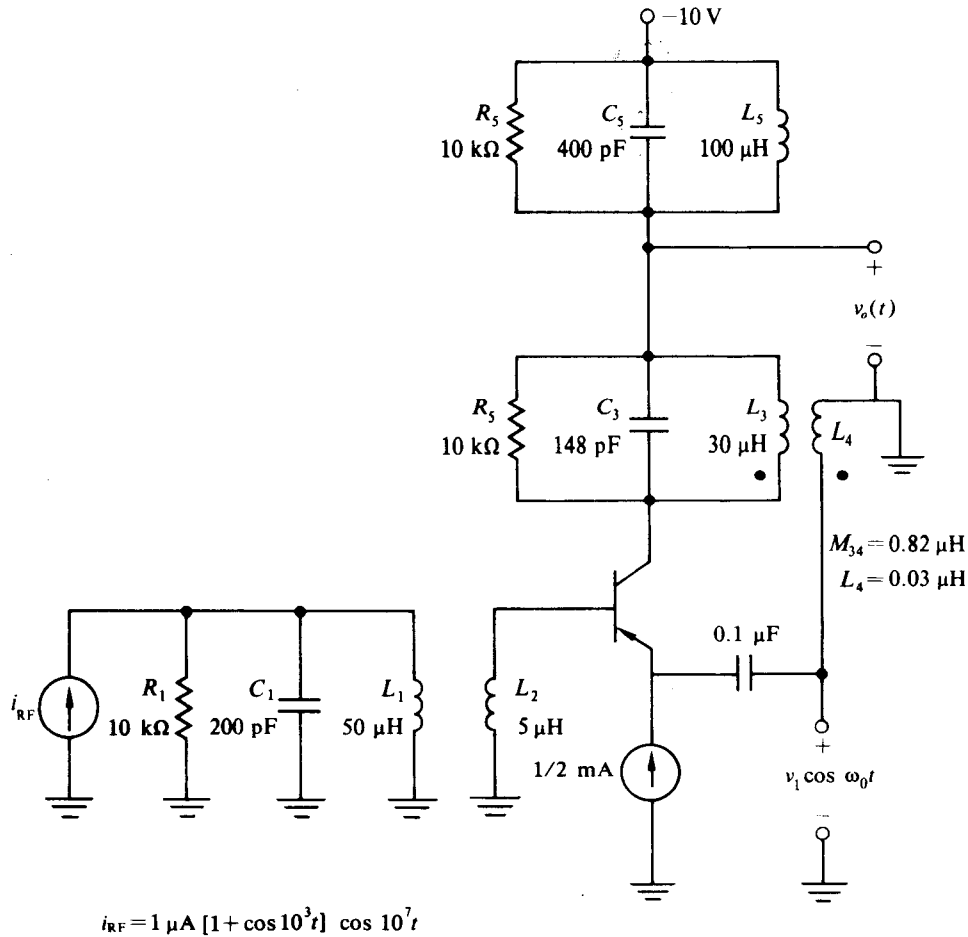 −10 V
R₅
10 kΩ
C₅
400 pF
L₅
100 μH
+
vₒ(t)
−
R₅
10 kΩ
C₃
148 pF
L₃
30 μH
L₄
M₃₄ = 0.82 μH
L₄ = 0.03 μH
0.1 μF
i_RF
R₁
10 kΩ
C₁
200 pF
L₁
50 μH
L₂
5 μH
1/2 mA
+
v₁ cos ω₀t
−
i_RF = 1 μA [1 + cos 10³t] cos 10⁷t